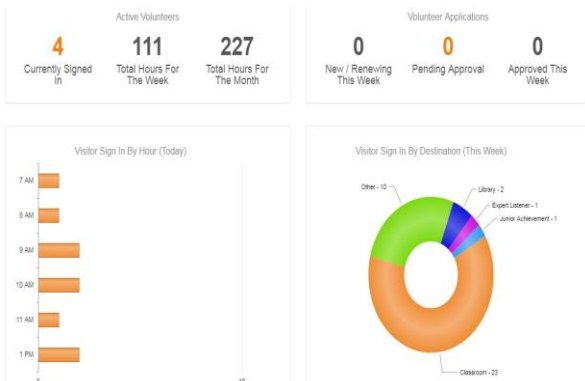 Active Volunteers
4
Currently Signed
In
111
Total Hours For
The Week
227
Total Hours For
The Month
Volunteer Applications
0
New / Renewing
This Week
0
Pending Approval
0
Approved This
Week
Visitor Sign In By Hour (Today)
7 AM
8 AM
9 AM
10 AM
11 AM
1 PM
Visitor Sign In By Destination (This Week)
Other - 10
Library - 2
Expert Listener - 1
Junior Achievement - 1
Classroom - 23